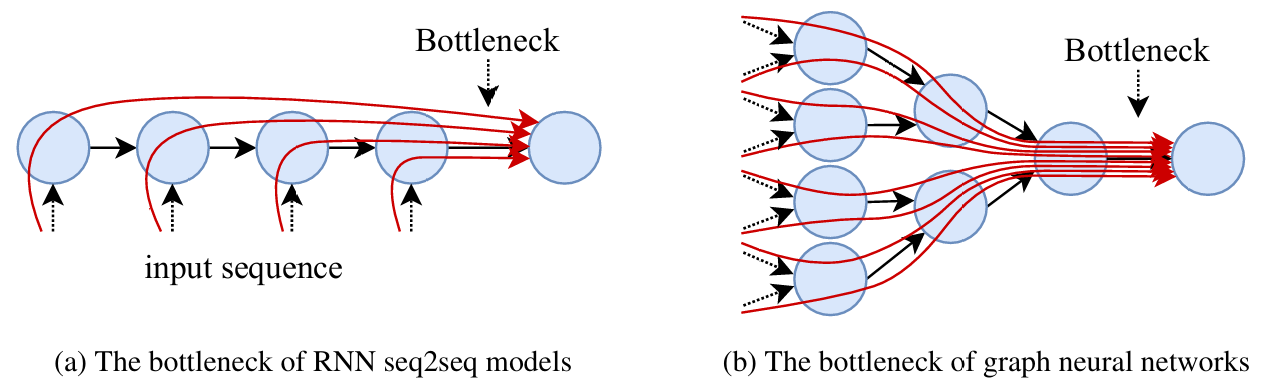 Bottleneck
input sequence
(a) The bottleneck of RNN seq2seq models
Bottleneck
(b) The bottleneck of graph neural networks